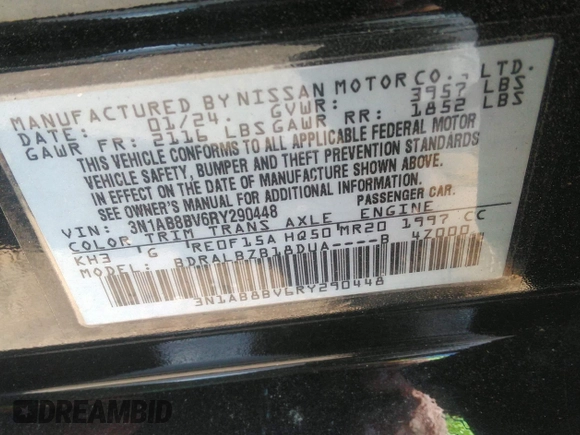 MANUFACTURED BY NISSAN MOTOR CO., LTD.
DATE: 01/24. GVWR: 3957 LBS
GAWR FR: 2116 LBS GAWR RR: 1852 LBS
THIS VEHICLE CONFORMS TO ALL APPLICABLE FEDERAL MOTOR
VEHICLE SAFETY, BUMPER AND THEFT PREVENTION STANDARDS
IN EFFECT ON THE DATE OF MANUFACTURE SHOWN ABOVE.
SEE OWNER'S MANUAL FOR ADDITIONAL INFORMATION.
VIN: 3N1AB8BV6RY290448 PASSENGER CAR.
COLOR TRIM TRANS AXLE ENGINE
KH3 G RE0F15A HQ50 MR20 1997 CC
MODEL: BDRALBZB18DUA----B 4Z000
3N1AB8BV6RY290448
DREAMBID